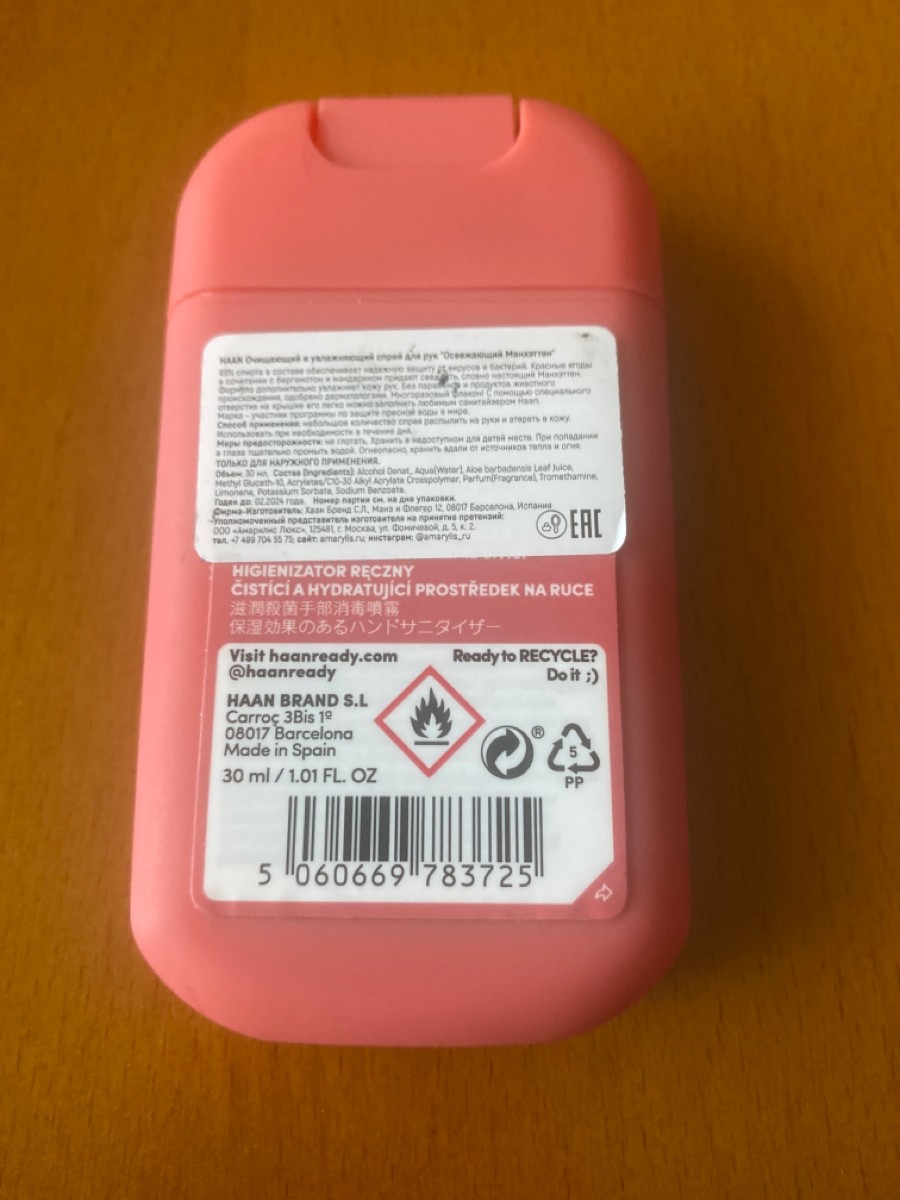 HAAN Очищающий и увлажняющий спрей для рук "Освежающий Манхэттен"
65% спирта в составе обеспечивает надежную защиту от вирусов и бактерий. Красные ягоды
в сочетании с бергамотом и мандарином придают свежесть, словно настоящий Манхэттен.
Формула дополнительно увлажняет кожу рук. Без парабенов и продуктов животного
происхождения, одобрено дерматологами. Многоразовый флакон! С помощью специального
отверстия на крышке его легко можно заполнить любимым санитайзером Haan.
Марка - участник программы по защите пресной воды в мире.
Способ применения: небольшое количество спрея распылить на руки и втереть в кожу.
Использовать при необходимости в течение дня.
Меры предосторожности: не глотать. Хранить в недоступном для детей месте. При попадании
в глаза тщательно промыть водой. Огнеопасно, хранить вдали от источников тепла и огня.
ТОЛЬКО ДЛЯ НАРУЖНОГО ПРИМЕНЕНИЯ.
Объем: 30 мл. Состав (Ingredients): Alcohol Denat., Aqua(Water), Aloe barbadensis Leaf Juice,
Methyl Gluceth-10, Acrylates/C10-30 Alkyl Acrylate Crosspolymer, Parfum(Fragrance), Tromethamine,
Limonene, Potassium Sorbate, Sodium Benzoate.
Годен до: 02.2024 года. Номер партии см. на дне упаковки.
Фирма-Изготовитель: Хаан Бренд С.Л., Манэ и Флегер 12, 08017 Барселона, Испания
Уполномоченный представитель изготовителя на принятие претензий:
ООО «Амарилис Люкс», 125481, г. Москва, ул. Фомичевой, д. 5, к. 2.
тел. +7 499 704 55 75; сайт: amarylis.ru; инстаграм: @amarylis_ru
EAC
HIGIENIZATOR RĘCZNY
ČISTÍCÍ A HYDRATUJÍCÍ PROSTŘEDEK NA RUCE
滋潤殺菌手部消毒噴霧
保湿効果のあるハンドサニタイザー
Visit haanready.com
@haanready
Ready to RECYCLE?
Do it ;)
HAAN BRAND S.L
Carroç 3Bis 1º
08017 Barcelona
Made in Spain
30 ml / 1.01 FL. OZ
®
5
PP
5 060669 783725